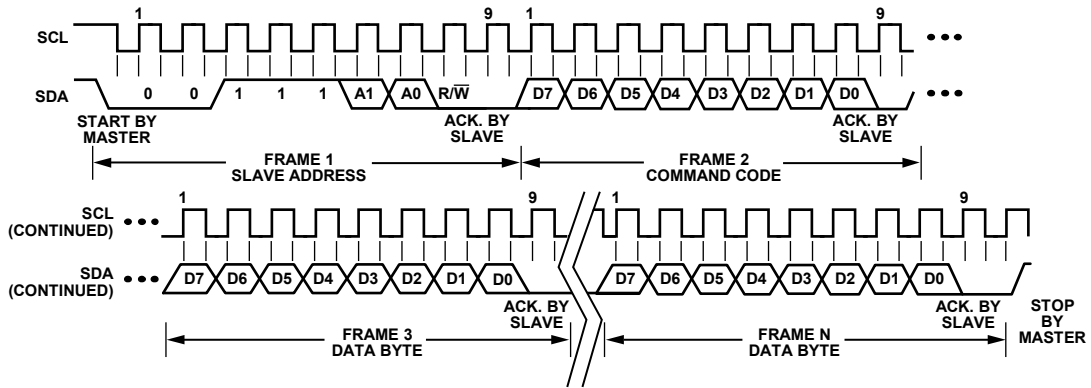 1 9 1 9
SCL
SDA 0 0 1 1 1 A1 A0 R/W̅ D7 D6 D5 D4 D3 D2 D1 D0
START BY MASTER
ACK. BY SLAVE
ACK. BY SLAVE
FRAME 1
SLAVE ADDRESS
FRAME 2
COMMAND CODE
1 9 1 9
SCL
(CONTINUED)
SDA
(CONTINUED)
D7 D6 D5 D4 D3 D2 D1 D0 D7 D6 D5 D4 D3 D2 D1 D0
ACK. BY
SLAVE
ACK. BY
SLAVE
STOP
BY
MASTER
FRAME 3
DATA BYTE
FRAME N
DATA BYTE